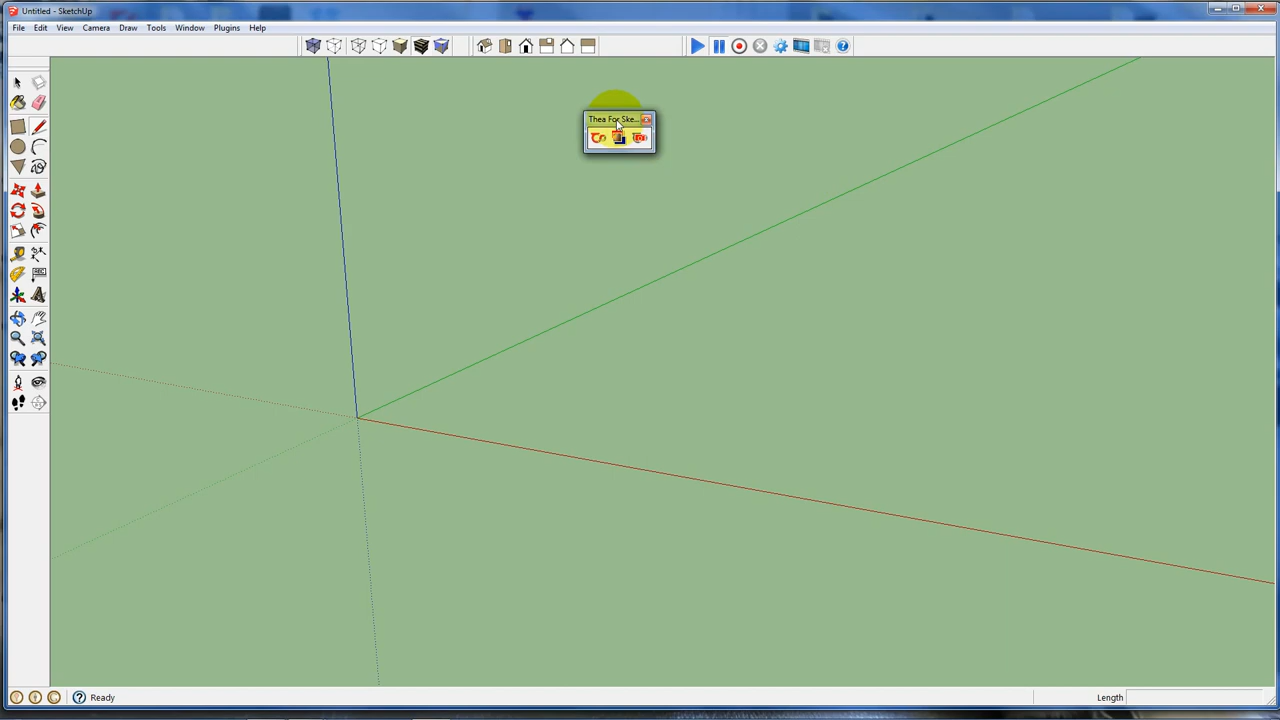 Untitled - SketchUp
File Edit View Camera Draw Tools Window Plugins Help
Thea For Ske...
Ready
Length